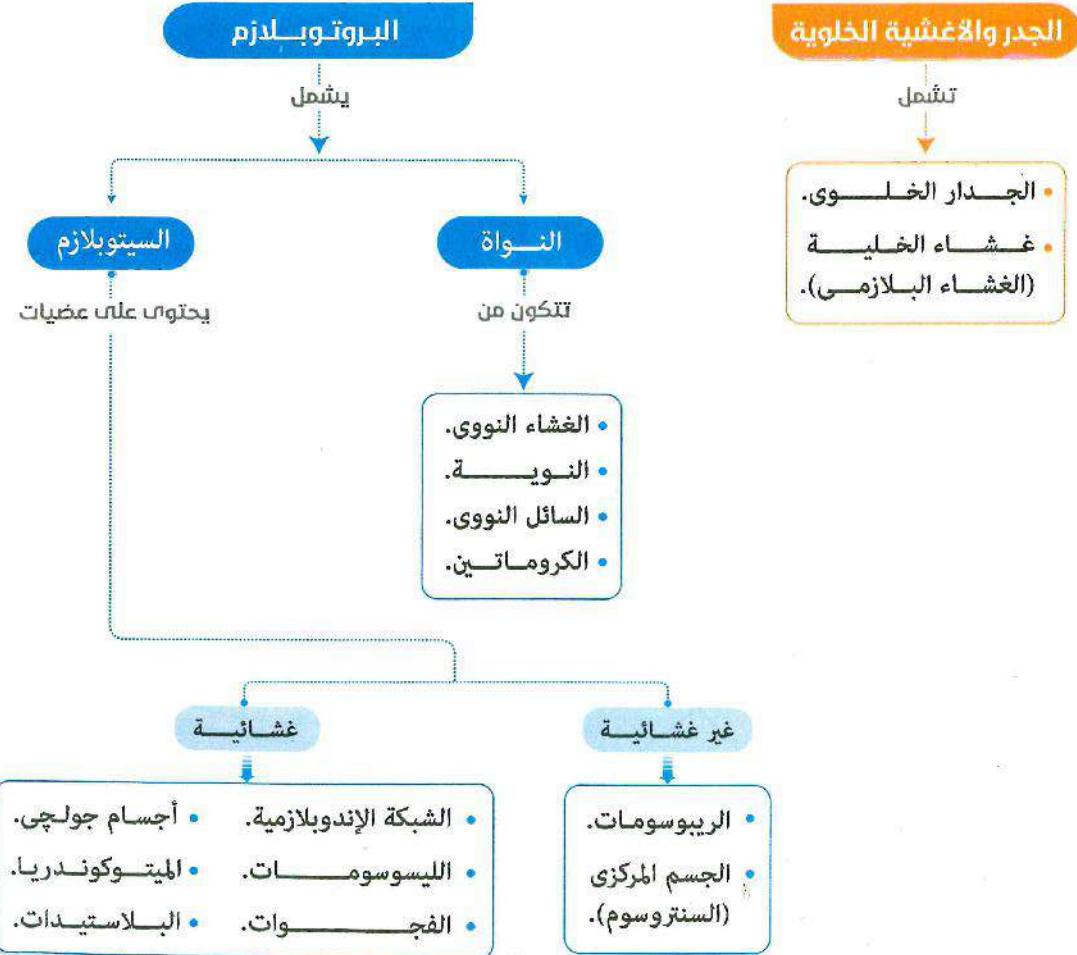 الجدر والأغشية الخلوية
تشمل
• الجدار الخلوى.
• غشاء الخلية
(الغشاء البلازمى).
البروتوبلازم
يشمل
النواة
تتكون من
• الغشاء النووى.
• النوية.
• السائل النووى.
• الكروماتين.
السيتوبلازم
يحتوى على عضيات
غير غشائية
• الريبوسومات.
• الجسم المركزى
(السنتروسوم).
غشائية
• الشبكة الإندوبلازمية.
• الليسوسومات.
• الفجوات.
• أجسام جولچى.
• الميتوكوندريا.
• البلاستيدات.